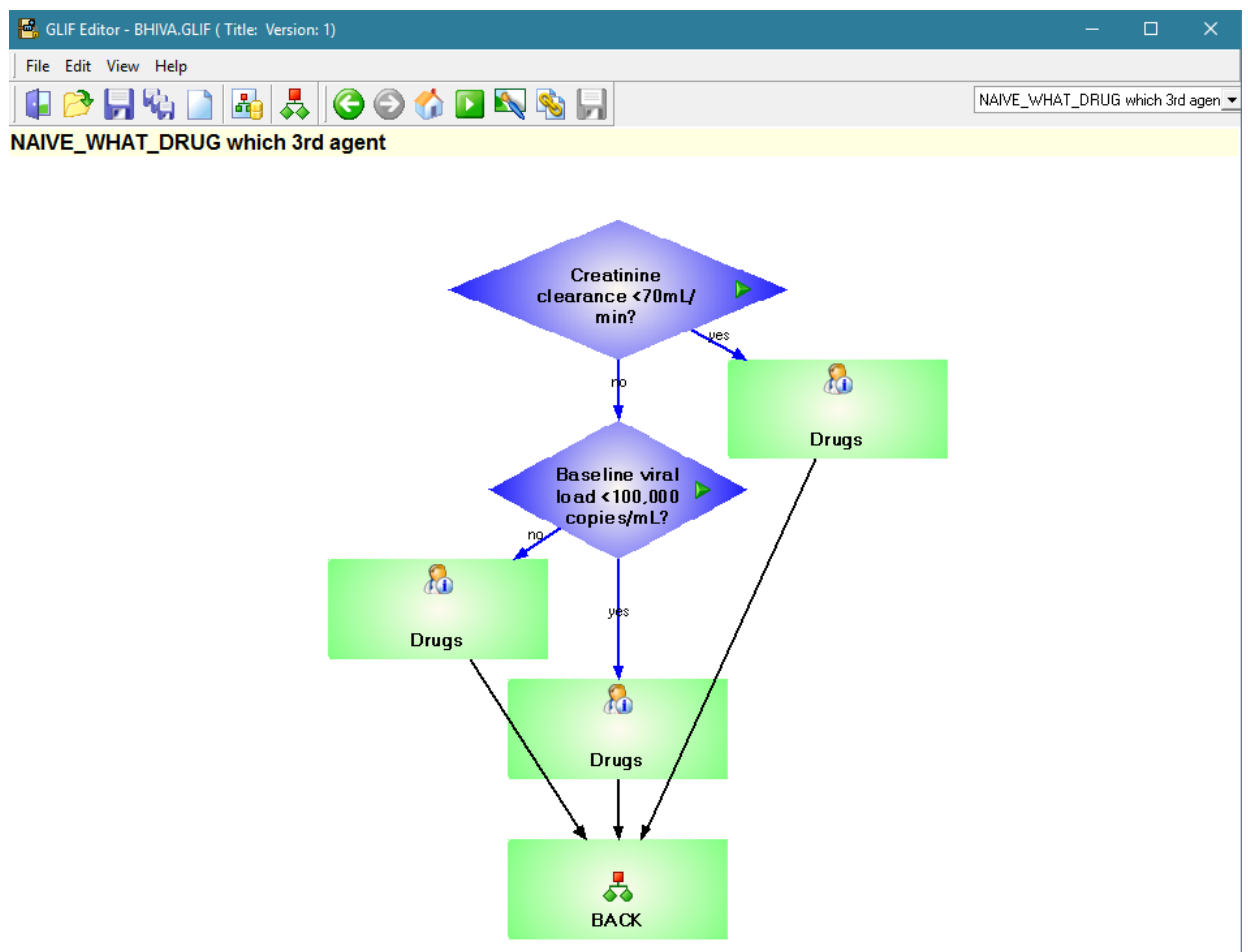 GLIF Editor - BHIVA.GLIF ( Title: Version: 1)
File Edit View Help
NAIVE_WHAT_DRUG which 3rd agen
NAIVE_WHAT_DRUG which 3rd agent
Creatinine
clearance <70mL/
min?
yes
no
Drugs
Baseline viral
load <100,000
copies/mL?
no
yes
Drugs
Drugs
BACK